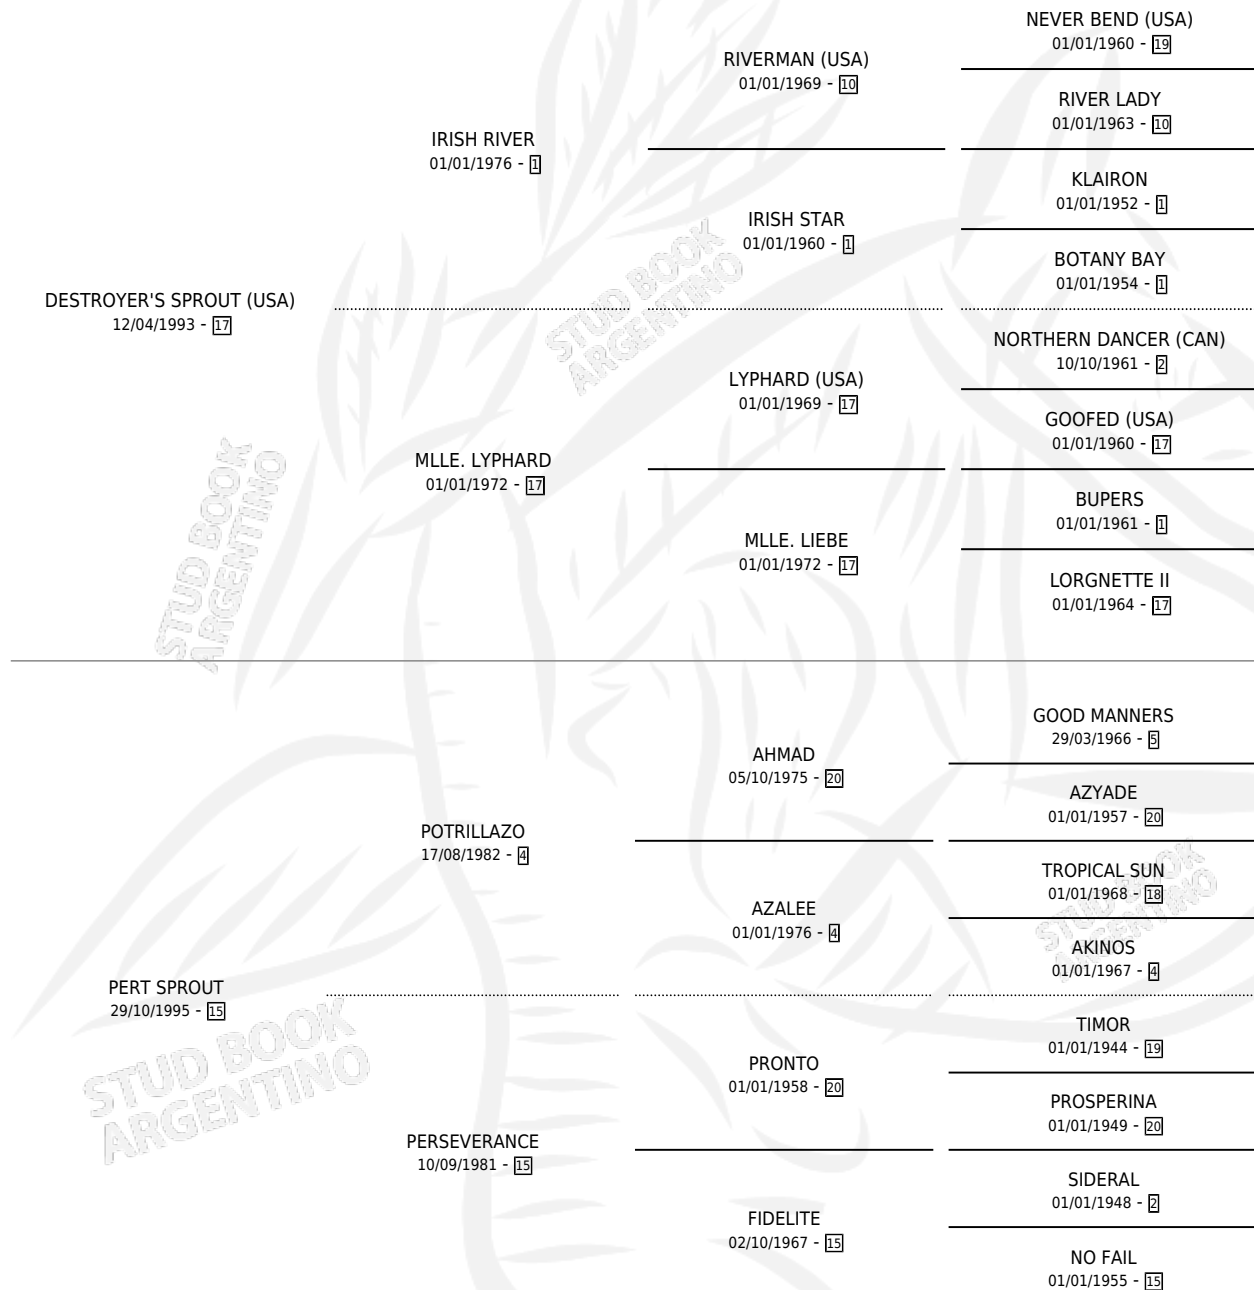 NEVER BEND (USA)
01/01/1960 - 19
RIVERMAN (USA)
01/01/1969 - 10
RIVER LADY
01/01/1963 - 10
IRISH RIVER
01/01/1976 - 1
KLAIRON
01/01/1952 - 1
IRISH STAR
01/01/1960 - 1
BOTANY BAY
01/01/1954 - 1
DESTROYER'S SPROUT (USA)
12/04/1993 - 17
NORTHERN DANCER (CAN)
10/10/1961 - 2
LYPHARD (USA)
01/01/1969 - 17
GOOFED (USA)
01/01/1960 - 17
MLLE. LYPHARD
01/01/1972 - 17
BUPERS
01/01/1961 - 1
MLLE. LIEBE
01/01/1972 - 17
LORGNETTE II
01/01/1964 - 17
GOOD MANNERS
29/03/1966 - 5
AHMAD
05/10/1975 - 20
AZYADE
01/01/1957 - 20
POTRILLAZO
17/08/1982 - 4
TROPICAL SUN
01/01/1968 - 18
AZALEE
01/01/1976 - 4
AKINOS
01/01/1967 - 4
PERT SPROUT
29/10/1995 - 15
TIMOR
01/01/1944 - 19
PRONTO
01/01/1958 - 20
PROSPERINA
01/01/1949 - 20
PERSEVERANCE
10/09/1981 - 15
SIDERAL
01/01/1948 - 2
FIDELITE
02/10/1967 - 15
NO FAIL
01/01/1955 - 15
STUD BOOK
ARGENTINO
STUD BOOK
ARGENTINO
STUD BOOK
ARGENTINO
STUD BOOK
ARGENTINO